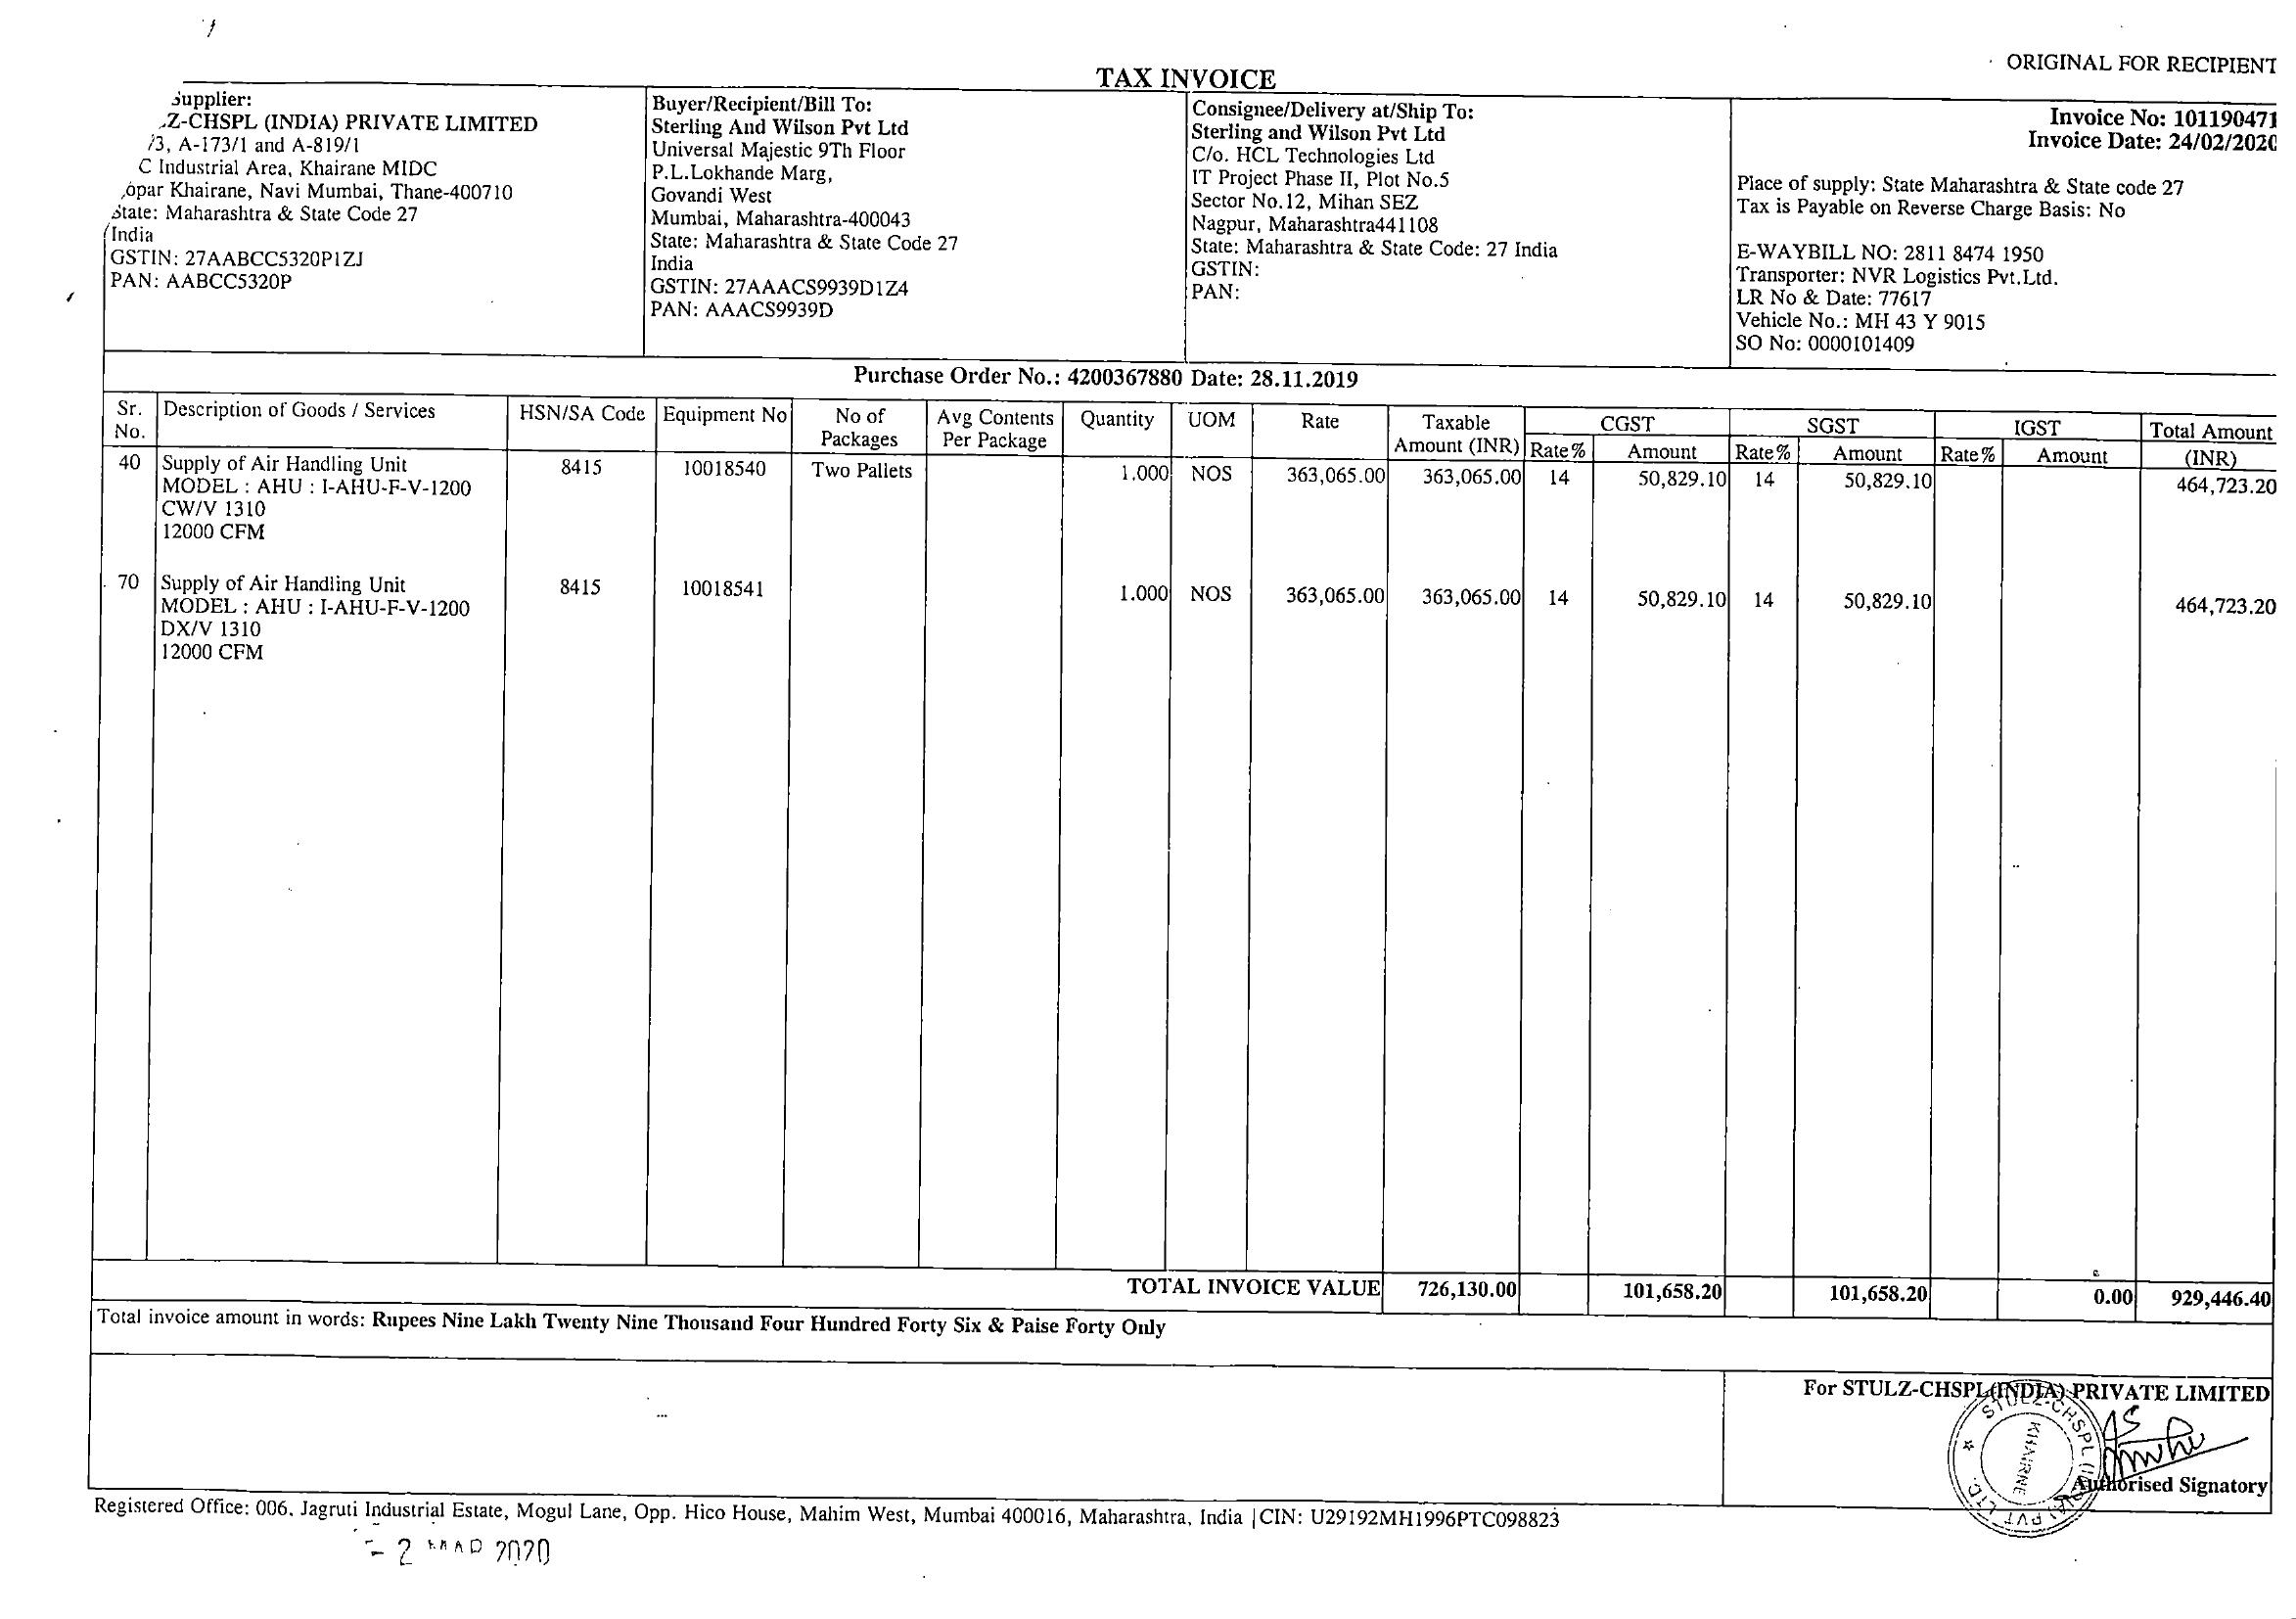 ORIGINAL FOR RECIPIENT
TAX INVOICE
Supplier:
Z-CHSPL (INDIA) PRIVATE LIMITED
/3, A-173/1 and A-819/1
C Industrial Area, Khairane MIDC
opar Khairane, Navi Mumbai, Thane-400710
State: Maharashtra & State Code 27
India
GSTIN: 27AABCC5320P1ZJ
PAN: AABCC5320P
Buyer/Recipient/Bill To:
Sterling And Wilson Pvt Ltd
Universal Majestic 9Th Floor
P.L.Lokhande Marg,
Govandi West
Mumbai, Maharashtra-400043
State: Maharashtra & State Code 27
India
GSTIN: 27AAACS9939D1Z4
PAN: AAACS9939D
Consignee/Delivery at/Ship To:
Sterling and Wilson Pvt Ltd
C/o. HCL Technologies Ltd
IT Project Phase II, Plot No.5
Sector No.12, Mihan SEZ
Nagpur, Maharashtra441108
State: Maharashtra & State Code: 27 India
GSTIN:
PAN:
Invoice No: 101190471
Invoice Date: 24/02/2020
Place of supply: State Maharashtra & State code 27
Tax is Payable on Reverse Charge Basis: No
E-WAYBILL NO: 2811 8474 1950
Transporter: NVR Logistics Pvt.Ltd.
LR No & Date: 77617
Vehicle No.: MH 43 Y 9015
SO No: 0000101409
Purchase Order No.: 4200367880 Date: 28.11.2019
Sr. No. Description of Goods / Services HSN/SA Code Equipment No No of Packages Avg Contents Per Package Quantity UOM Rate Taxable Amount (INR) CGST Rate% Amount SGST Rate% Amount IGST Rate% Amount Total Amount (INR)
40 Supply of Air Handling Unit 8415 10018540 Two Pallets 1.000 NOS 363,065.00 363,065.00 14 50,829.10 14 50,829.10 464,723.20
MODEL : AHU : I-AHU-F-V-1200
CW/V 1310
12000 CFM
70 Supply of Air Handling Unit 8415 10018541 1.000 NOS 363,065.00 363,065.00 14 50,829.10 14 50,829.10 464,723.20
MODEL : AHU : I-AHU-F-V-1200
DX/V 1310
12000 CFM
TOTAL INVOICE VALUE 726,130.00 101,658.20 101,658.20 0.00 929,446.40
Total invoice amount in words: Rupees Nine Lakh Twenty Nine Thousand Four Hundred Forty Six & Paise Forty Only
For STULZ-CHSPL (INDIA) PRIVATE LIMITED
STULZ-CHSPL (INDIA) PVT LTD.
KHAIRNE
Authorised Signatory
Registered Office: 006, Jagruti Industrial Estate, Mogul Lane, Opp. Hico House, Mahim West, Mumbai 400016, Maharashtra, India | CIN: U29192MH1996PTC098823
- 2 MAR 2020